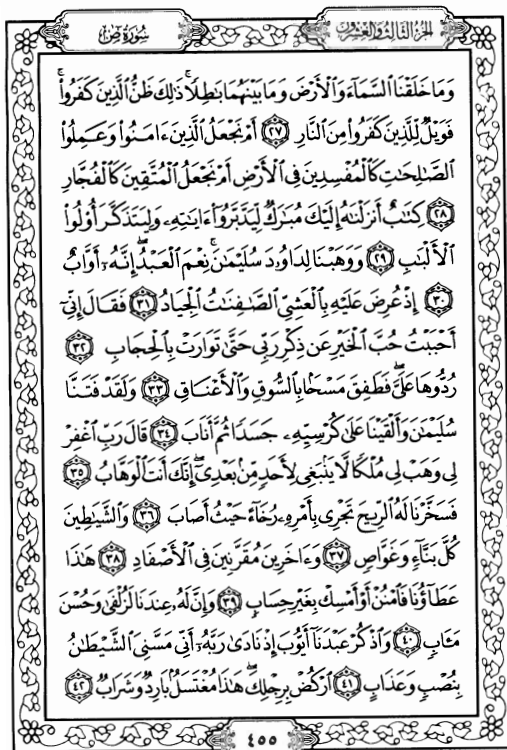 الجزء الثالث والعشرون
سورة ص
وَمَا خَلَقْنَا ٱلسَّمَآءَ وَٱلْأَرْضَ وَمَا بَيْنَهُمَا بَٰطِلًا ۚ ذَٰلِكَ ظَنُّ ٱلَّذِينَ كَفَرُوا۟ ۚ
فَوَيْلٌ لِّلَّذِينَ كَفَرُوا۟ مِنَ ٱلنَّارِ ٢٧ أَمْ نَجْعَلُ ٱلَّذِينَ ءَامَنُوا۟ وَعَمِلُوا۟
ٱلصَّٰلِحَٰتِ كَٱلْمُفْسِدِينَ فِى ٱلْأَرْضِ أَمْ نَجْعَلُ ٱلْمُتَّقِينَ كَٱلْفُجَّارِ
٢٨ كِتَٰبٌ أَنزَلْنَٰهُ إِلَيْكَ مُبَٰرَكٌ لِّيَدَّبَّرُوٓا۟ ءَايَٰتِهِۦ وَلِيَتَذَكَّرَ أُو۟لُوا۟
ٱلْأَلْبَٰبِ ٢٩ وَوَهَبْنَا لِدَاوُۥدَ سُلَيْمَٰنَ ۚ نِعْمَ ٱلْعَبْدُ ۖ إِنَّهُۥٓ أَوَّابٌ
٣٠ إِذْ عُرِضَ عَلَيْهِ بِٱلْعَشِىِّ ٱلصَّٰفِنَٰتُ ٱلْجِيَادُ ٣١ فَقَالَ إِنِّىٓ
أَحْبَبْتُ حُبَّ ٱلْخَيْرِ عَن ذِكْرِ رَبِّى حَتَّىٰ تَوَارَتْ بِٱلْحِجَابِ ٣٢
رُدُّوهَا عَلَىَّ ۖ فَطَفِقَ مَسْحًۢا بِٱلسُّوقِ وَٱلْأَعْنَاقِ ٣٣ وَلَقَدْ فَتَنَّا
سُلَيْمَٰنَ وَأَلْقَيْنَا عَلَىٰ كُرْسِيِّهِۦ جَسَدًا ثُمَّ أَنَابَ ٣٤ قَالَ رَبِّ ٱغْفِرْ
لِى وَهَبْ لِى مُلْكًا لَّا يَنۢبَغِى لِأَحَدٍ مِّنۢ بَعْدِىٓ ۖ إِنَّكَ أَنتَ ٱلْوَهَّابُ ٣٥
فَسَخَّرْنَا لَهُ ٱلرِّيحَ تَجْرِى بِأَمْرِهِۦ رُخَآءً حَيْثُ أَصَابَ ٣٦ وَٱلشَّيَٰطِينَ
كُلَّ بَنَّآءٍ وَغَوَّاصٍ ٣٧ وَءَاخَرِينَ مُقَرَّنِينَ فِى ٱلْأَصْفَادِ ٣٨ هَٰذَا
عَطَآؤُنَا فَٱمْنُنْ أَوْ أَمْسِكْ بِغَيْرِ حِسَابٍ ٣٩ وَإِنَّ لَهُۥ عِندَنَا لَزُلْفَىٰ وَحُسْنَ
مَـَٔابٍ ٤٠ وَٱذْكُرْ عَبْدَنَآ أَيُّوبَ إِذْ نَادَىٰ رَبَّهُۥٓ أَنِّى مَسَّنِىَ ٱلشَّيْطَٰنُ
بِنُصْبٍ وَعَذَابٍ ٤١ ٱرْكُضْ بِرِجْلِكَ ۖ هَٰذَا مُغْتَسَلٌۢ بَارِدٌ وَشَرَابٌ ٤٢
٤٥٥